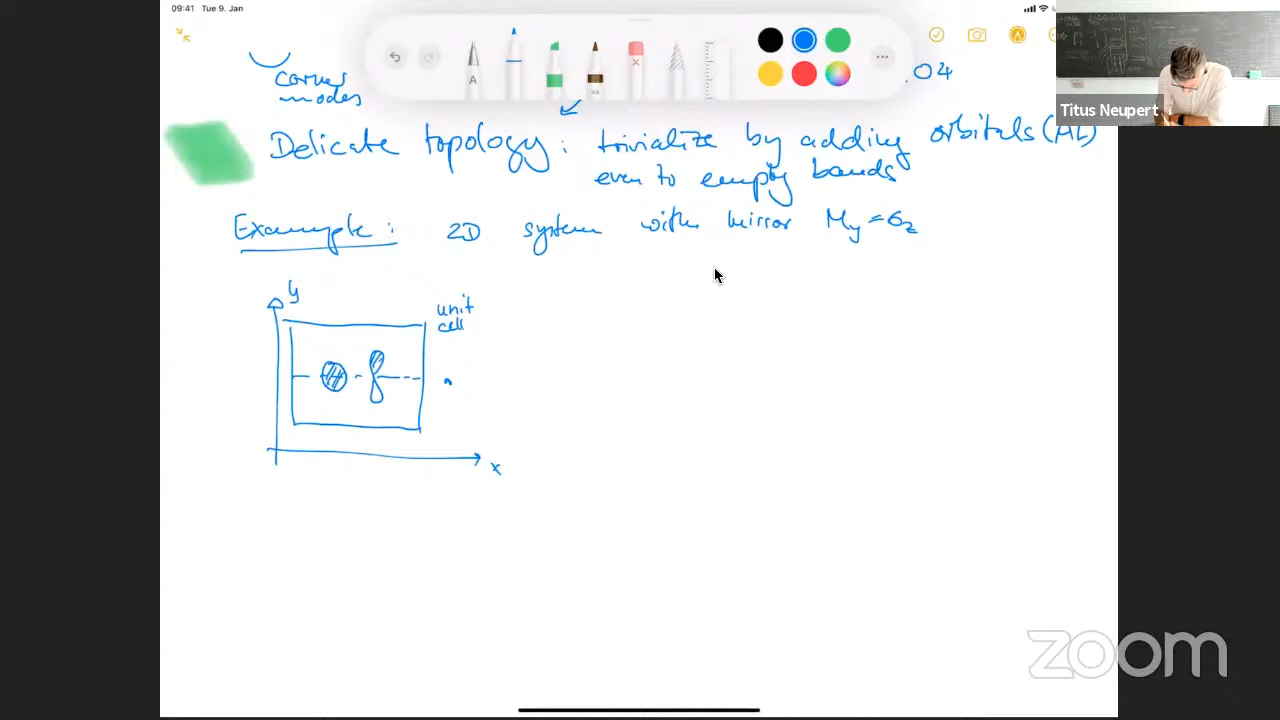 09:41 Tue 9. Jan
corner
modes
.04
A
Titus Neupert
Delicate topology: trivialize by adding orbitals (AL)
even to empty bands
Example: 2D system with mirror My = σz
y
unit
cell
x
zoom